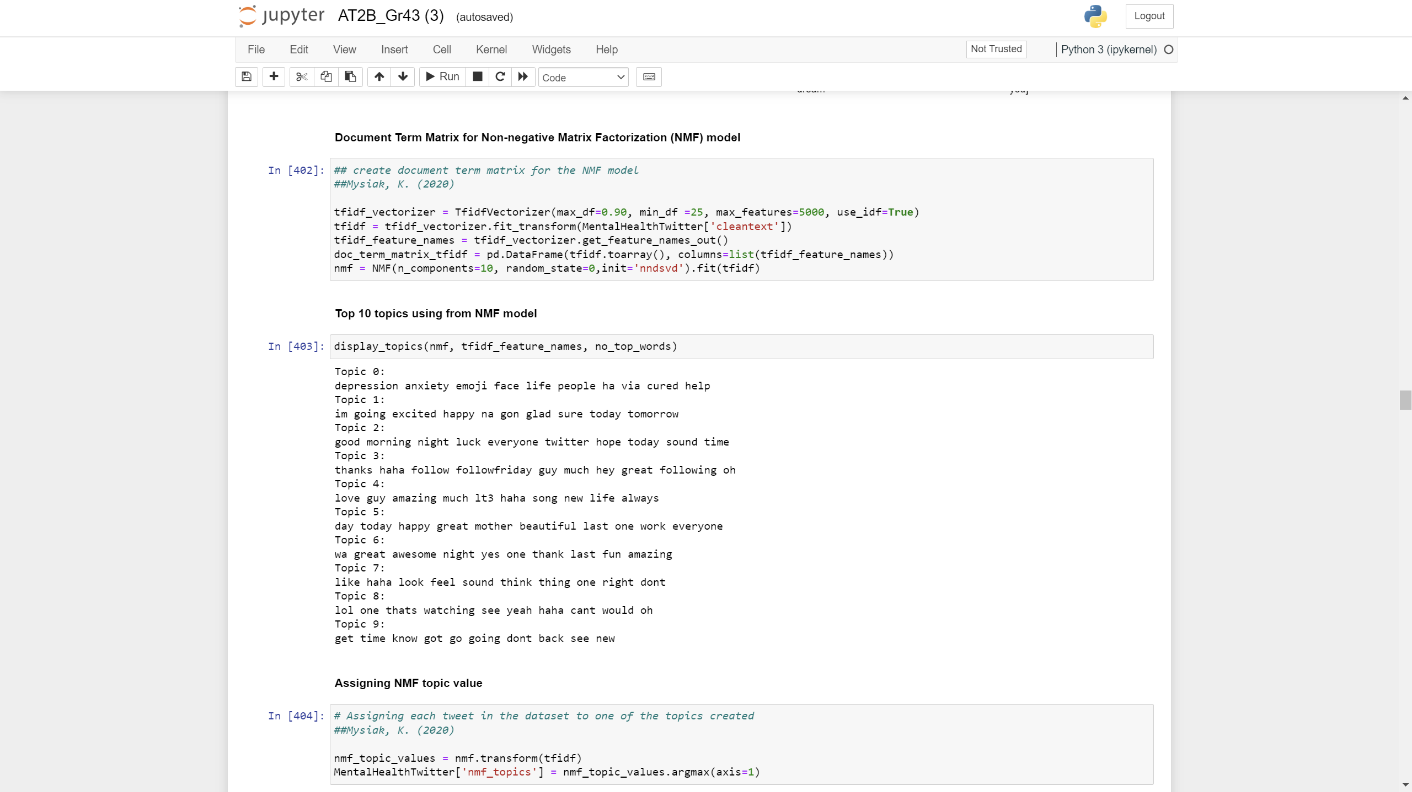 jupyter AT2B_Gr43 (3) (autosaved) Logout
File Edit View Insert Cell Kernel Widgets Help Not Trusted Python 3 (ipykernel)
Run Code
Document Term Matrix for Non-negative Matrix Factorization (NMF) model
In [402]: ## create document term matrix for the NMF model
##Mysiak, K. (2020)
tfidf_vectorizer = TfidfVectorizer(max_df=0.90, min_df =25, max_features=5000, use_idf=True)
tfidf = tfidf_vectorizer.fit_transform(MentalHealthTwitter['cleantext'])
tfidf_feature_names = tfidf_vectorizer.get_feature_names_out()
doc_term_matrix_tfidf = pd.DataFrame(tfidf.toarray(), columns=list(tfidf_feature_names))
nmf = NMF(n_components=10, random_state=0,init='nndsvd').fit(tfidf)
Top 10 topics using from NMF model
In [403]: display_topics(nmf, tfidf_feature_names, no_top_words)
Topic 0:
depression anxiety emoji face life people ha via cured help
Topic 1:
im going excited happy na gon glad sure today tomorrow
Topic 2:
good morning night luck everyone twitter hope today sound time
Topic 3:
thanks haha follow followfriday guy much hey great following oh
Topic 4:
love guy amazing much lt3 haha song new life always
Topic 5:
day today happy great mother beautiful last one work everyone
Topic 6:
wa great awesome night yes one thank last fun amazing
Topic 7:
like haha look feel sound think thing one right dont
Topic 8:
lol one thats watching see yeah haha cant would oh
Topic 9:
get time know got go going dont back see new
Assigning NMF topic value
In [404]: # Assigning each tweet in the dataset to one of the topics created
##Mysiak, K. (2020)
nmf_topic_values = nmf.transform(tfidf)
MentalHealthTwitter['nmf_topics'] = nmf_topic_values.argmax(axis=1)